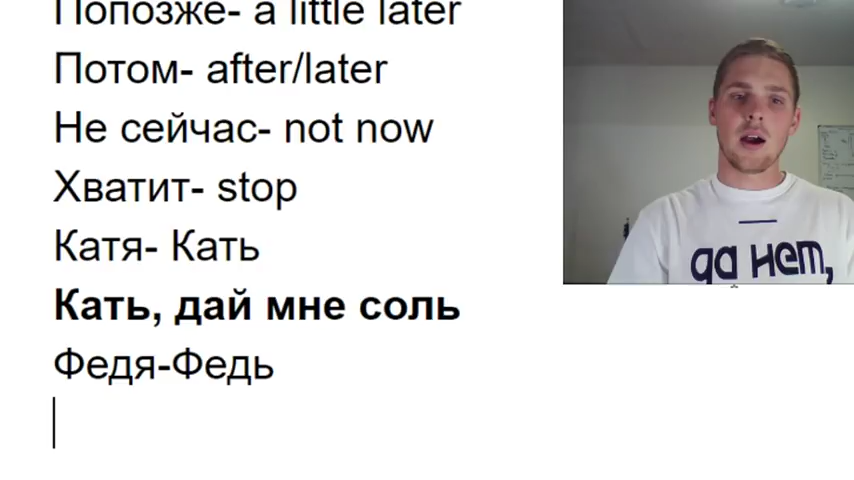 Попозже- a little later
Потом- after/later
Не сейчас- not now
Хватит- stop
Катя- Кать
Кать, дай мне соль
Федя-Федь
да нет,